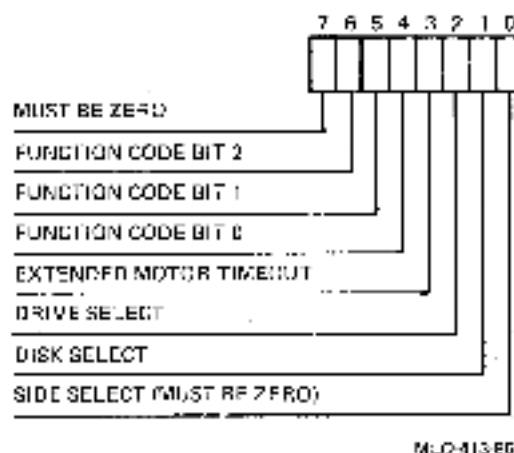 7 6 5 4 3 2 1 0
MUST BE ZERO
FUNCTION CODE BIT 2
FUNCTION CODE BIT 1
FUNCTION CODE BIT 0
EXTENDED MOTOR TIMEOUT
DRIVE SELECT
DISK SELECT
SIDE SELECT (MUST BE ZERO)